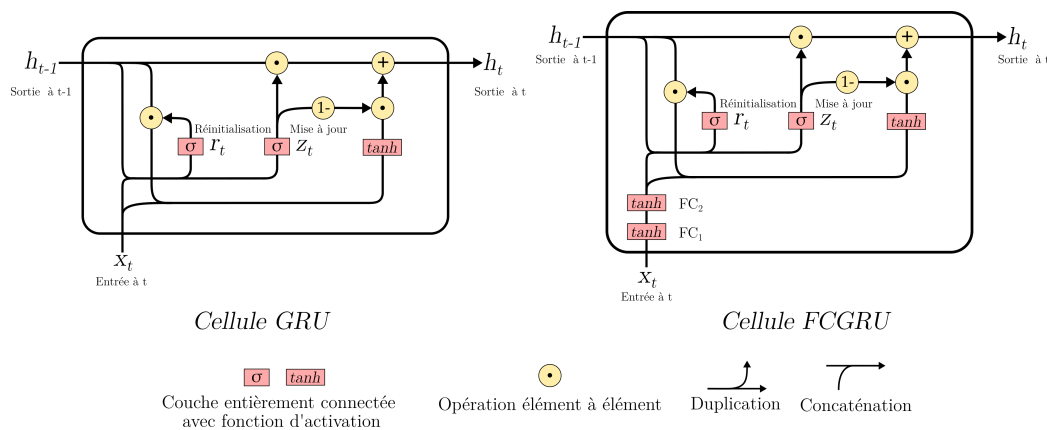 h_{t-1}
Sortie à t-1
h_t
Sortie à t
Réinitialisation
Mise à jour
1-
+
σ r_t
σ z_t
tanh
x_t
Entrée à t
Cellule GRU
h_{t-1}
Sortie à t-1
h_t
Sortie à t
Réinitialisation
Mise à jour
1-
+
σ r_t
σ z_t
tanh
tanh FC₂
tanh FC₁
x_t
Entrée à t
Cellule FCGRU
σ tanh
Couche entièrement connectée
avec fonction d'activation
Opération élément à élément
Duplication
Concaténation